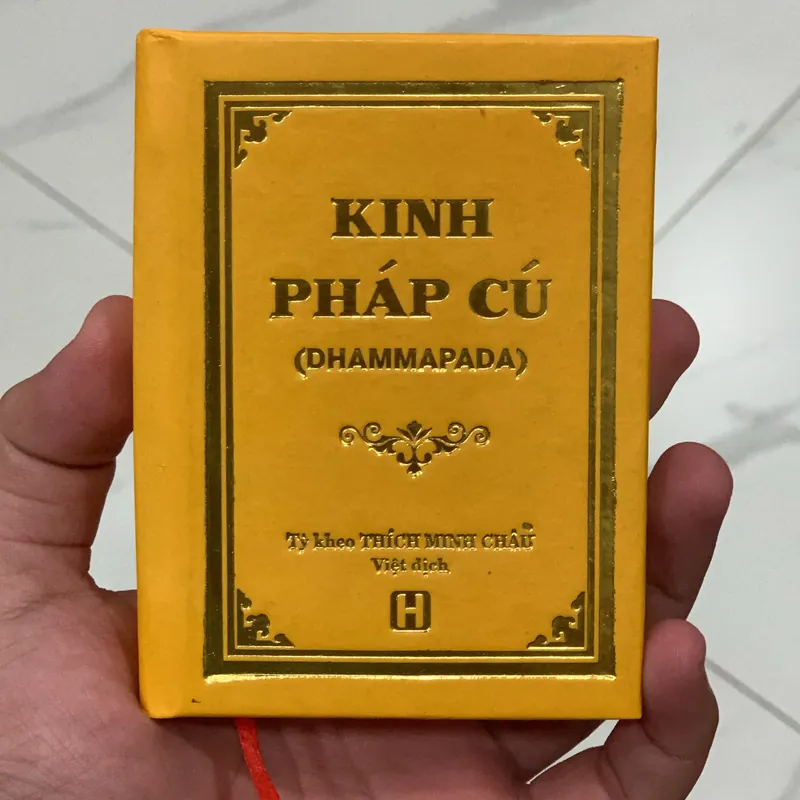 KINH
PHÁP CÚ
(DHAMMAPADA)
Tỳ kheo THÍCH MINH CHÂU
Việt dịch
H